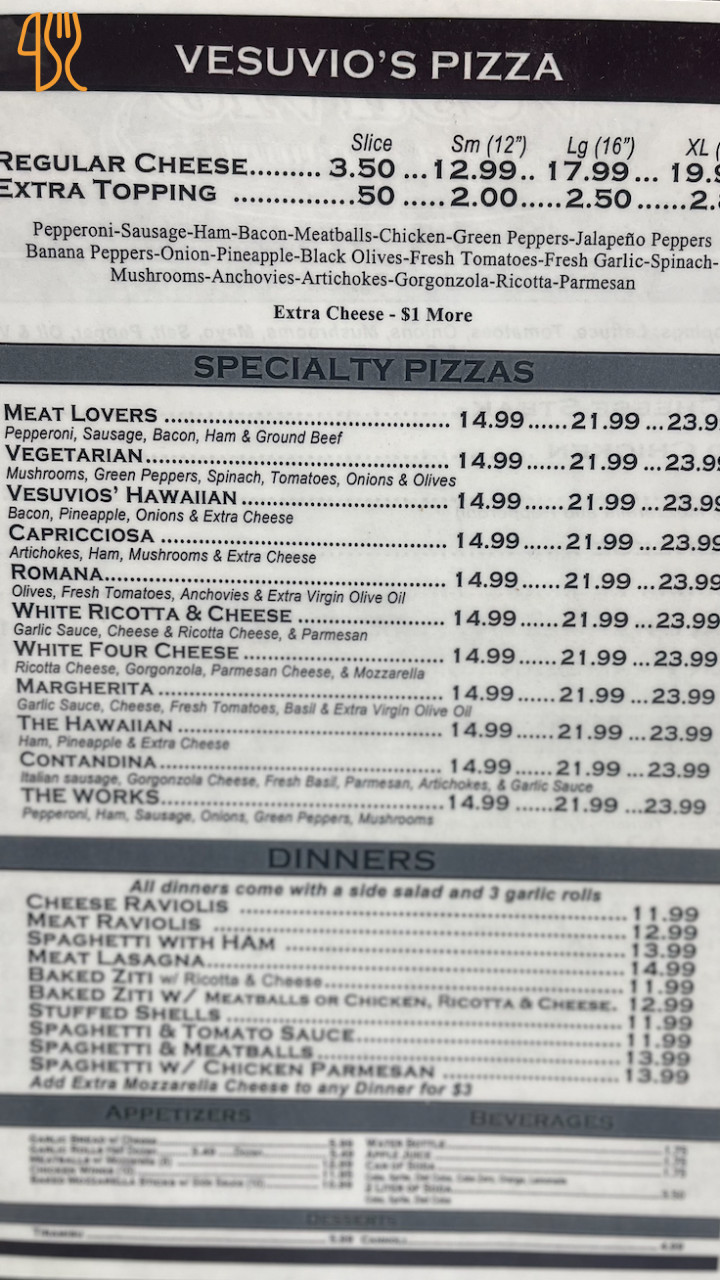 VESUVIO'S PIZZA
Slice Sm (12") Lg (16") XL (
REGULAR CHEESE......... 3.50 ...12.99.. 17.99... 19.9
EXTRA TOPPING ...............50 .....2.00.....2.50 ......2.
Pepperoni-Sausage-Ham-Bacon-Meatballs-Chicken-Green Peppers-Jalapeño Peppers
Banana Peppers-Onion-Pineapple-Black Olives-Fresh Tomatoes-Fresh Garlic-Spinach-
Mushrooms-Anchovies-Artichokes-Gorgonzola-Ricotta-Parmesan
Extra Cheese - $1 More
SPECIALTY PIZZAS
MEAT LOVERS ........................................ 14.99......21.99 ...23.9
Pepperoni, Sausage, Bacon, Ham & Ground Beef
VEGETARIAN.......................................... 14.99......21.99 ...23.99
Mushrooms, Green Peppers, Spinach, Tomatoes, Onions & Olives
VESUVIOS' HAWAIIAN............................. 14.99......21.99 ...23.99
Bacon, Pineapple, Onions & Extra Cheese
CAPRICCIOSA ........................................ 14.99......21.99 ...23.99
Artichokes, Ham, Mushrooms & Extra Cheese
ROMANA............................................... 14.99......21.99 ...23.99
Olives, Fresh Tomatoes, Anchovies & Extra Virgin Olive Oil
WHITE RICOTTA & CHEESE .................... 14.99......21.99 ...23.99
Garlic Sauce, Cheese & Ricotta Cheese, & Parmesan
WHITE FOUR CHEESE........................... 14.99......21.99 ...23.99
Ricotta Cheese, Gorgonzola, Parmesan Cheese, & Mozzarella
MARGHERITA ....................................... 14.99......21.99 ...23.99
Garlic Sauce, Cheese, Fresh Tomatoes, Basil & Extra Virgin Olive Oil
THE HAWAIIAN ..................................... 14.99......21.99 ...23.99
Ham, Pineapple & Extra Cheese
CONTANDINA....................................... 14.99......21.99 ...23.99
Italian sausage, Gorgonzola Cheese, Fresh Basil, Parmesan, Artichokes, & Garlic Sauce
THE WORKS........................................ 14.99 ......21.99 ...23.99
Pepperoni, Ham, Sausage, Onions, Green Peppers, Mushrooms
DINNERS
All dinners come with a side salad and 3 garlic rolls
CHEESE RAVIOLIS ........................................................ 11.99
MEAT RAVIOLIS ........................................................... 12.99
SPAGHETTI WITH HAM ................................................. 13.99
MEAT LASAGNA........................................................... 14.99
BAKED ZITI w/ Ricotta & Cheese............................................ 11.99
BAKED ZITI W/ MEATBALLS OR CHICKEN, RICOTTA & CHEESE. 12.99
STUFFED SHELLS ......................................................... 11.99
SPAGHETTI & TOMATO SAUCE...................................... 11.99
SPAGHETTI & MEATBALLS............................................ 13.99
SPAGHETTI W/ CHICKEN PARMESAN ............................ 13.99
Add Extra Mozzarella Cheese to any Dinner for $3
APPETIZERS BEVERAGES
WATER BOTTLE
APPLE JUICE
CAN OF SODA
2 LITER OF SODA
DESSERTS
TIRAMISU CANNOLI